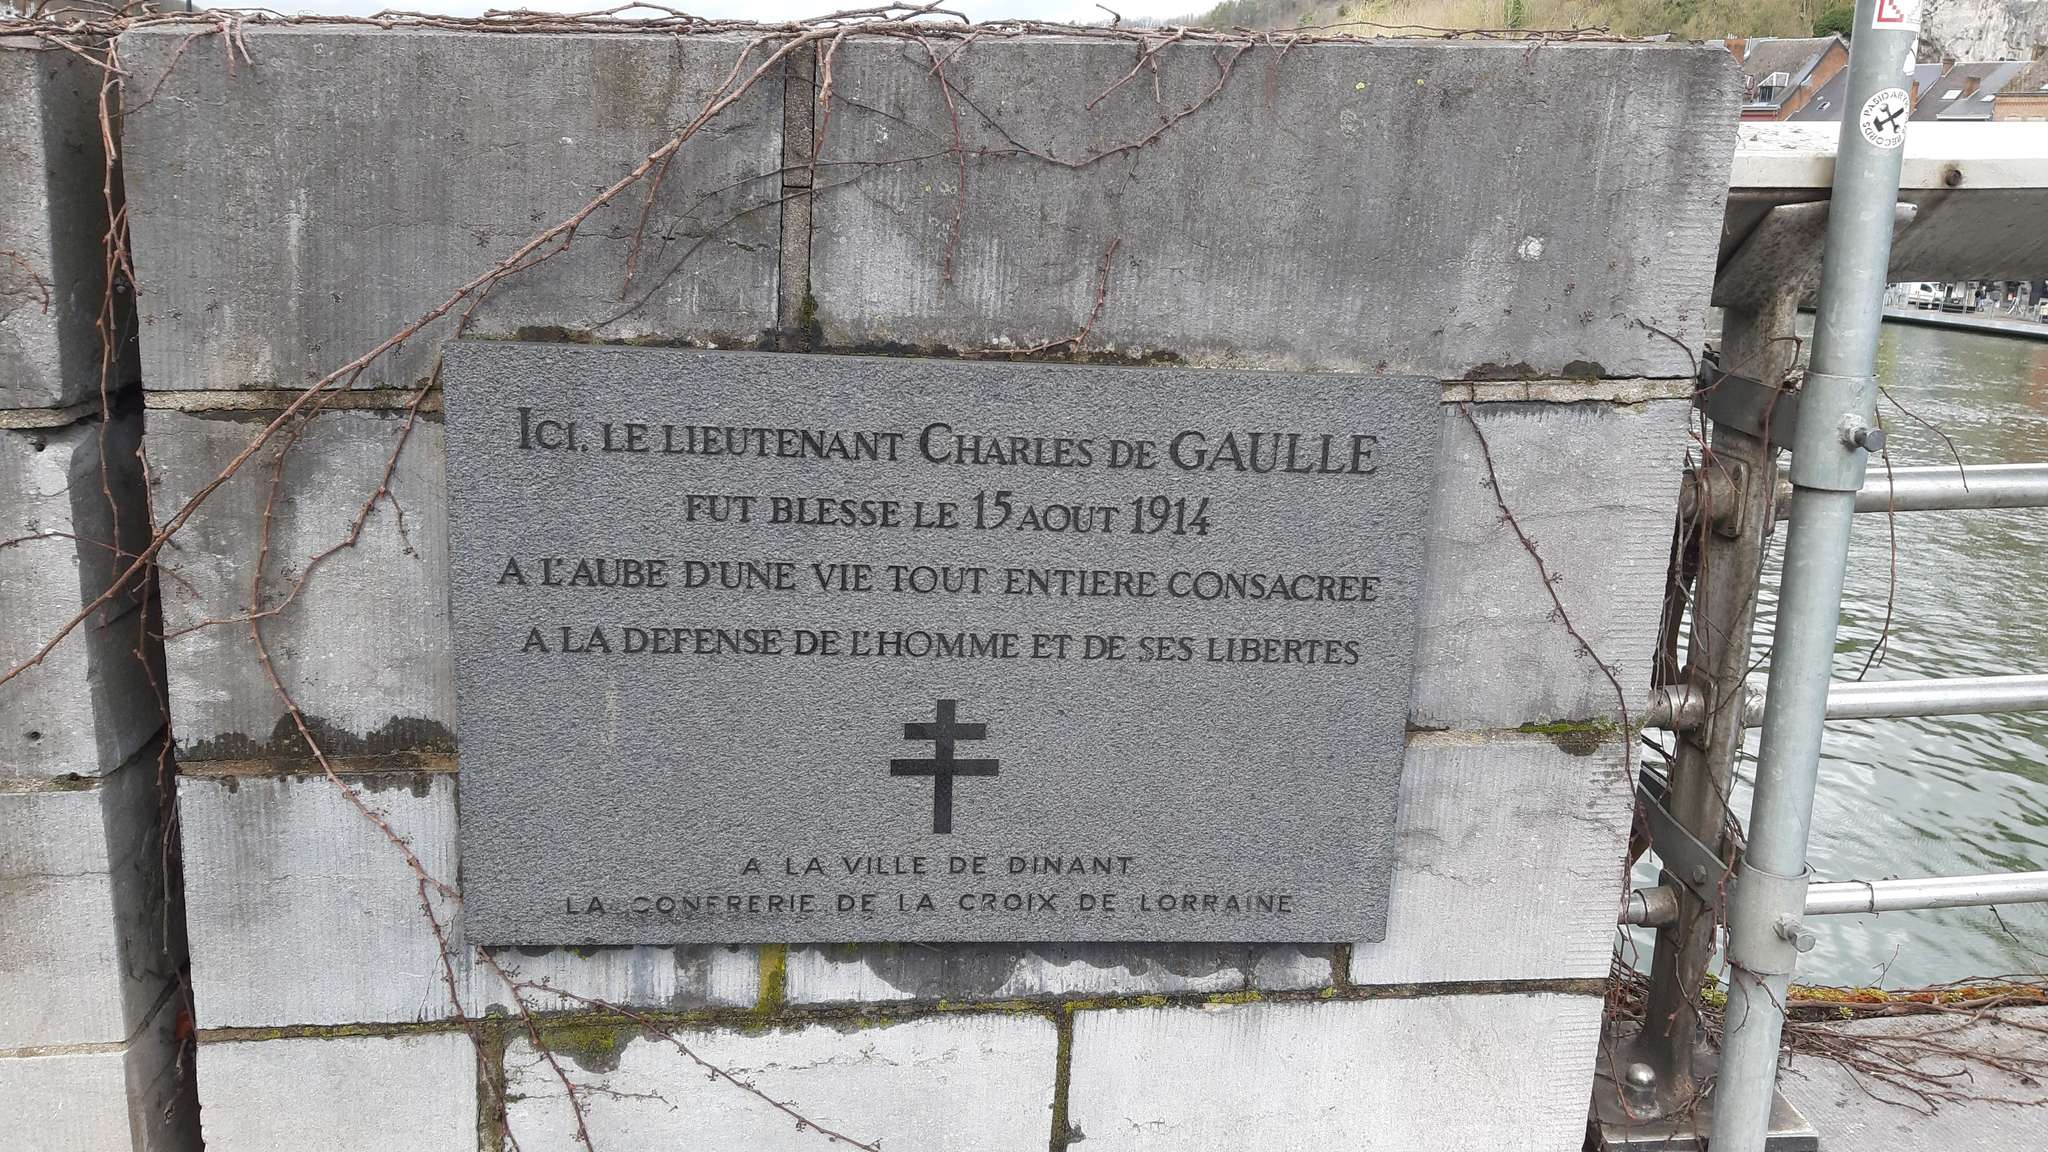 ICI, LE LIEUTENANT CHARLES DE GAULLE
FUT BLESSE LE 15 AOUT 1914
A L'AUBE D'UNE VIE TOUT ENTIERE CONSACREE
A LA DEFENSE DE L'HOMME ET DE SES LIBERTES
A LA VILLE DE DINANT
LA CONFRERIE DE LA CROIX DE LORRAINE
RECORDS